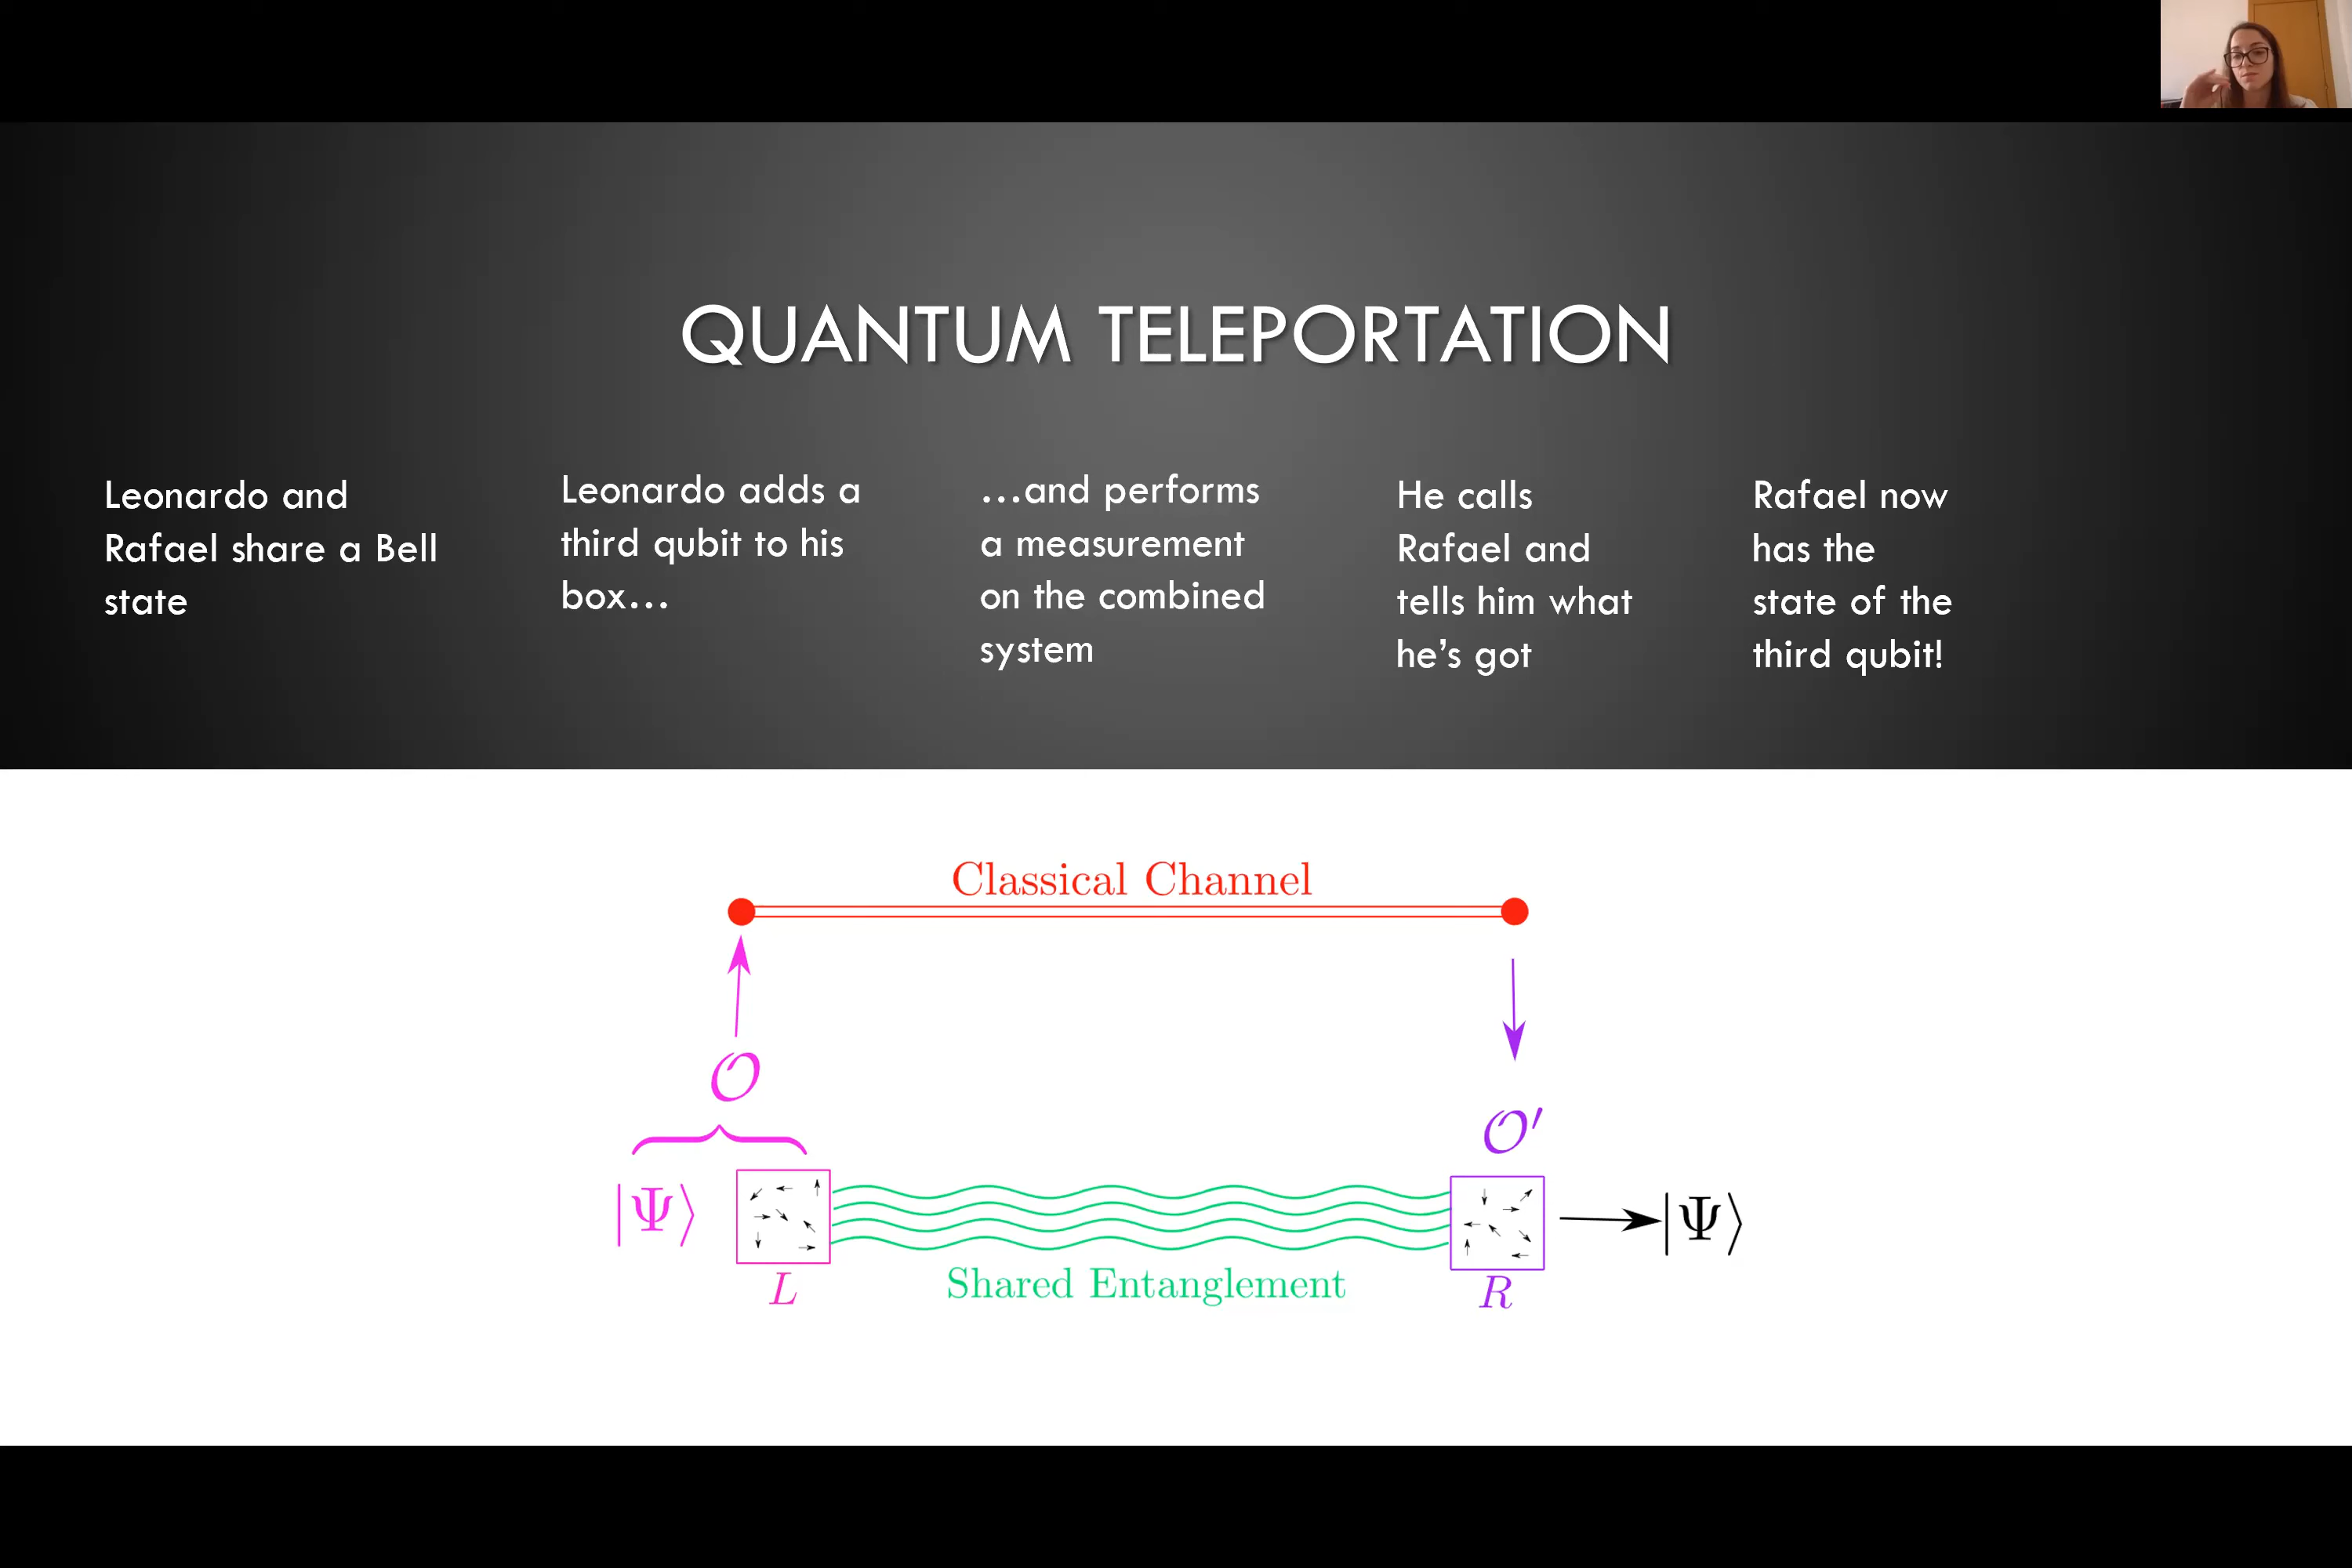 QUANTUM TELEPORTATION
Leonardo and
Rafael share a Bell
state
Leonardo adds a
third qubit to his
box...
...and performs
a measurement
on the combined
system
He calls
Rafael and
tells him what
he's got
Rafael now
has the
state of the
third qubit!
Classical Channel
𝒪
𝒪′
|Ψ⟩
|Ψ⟩
Shared Entanglement
L
R